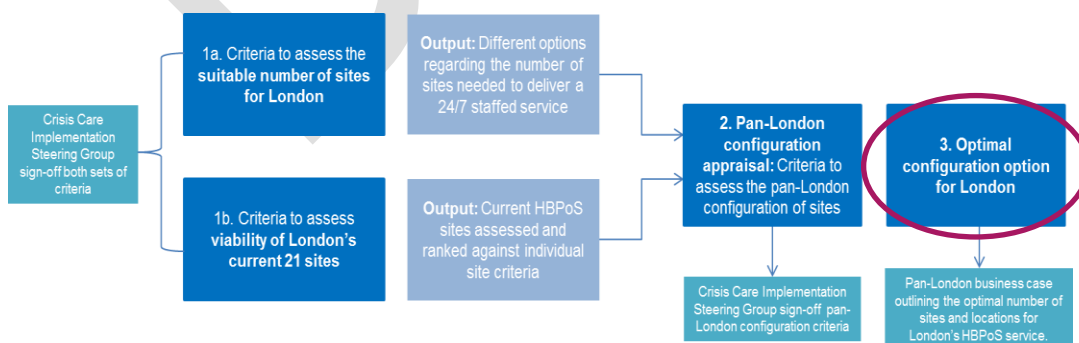 Crisis Care
Implementation
Steering Group
sign-off both sets of
criteria
1a. Criteria to assess the
suitable number of sites
for London
1b. Criteria to assess
viability of London's
current 21 sites
Output: Different options
regarding the number of
sites needed to deliver a
24/7 staffed service
Output: Current HBPoS
sites assessed and
ranked against individual
site criteria
2. Pan-London
configuration
appraisal: Criteria to
assess the pan-London
configuration of sites
Crisis Care Implementation
Steering Group sign-off pan-
London configuration criteria
3. Optimal
configuration option
for London
Pan-London business case
outlining the optimal number of
sites and locations for
London's HBPoS service.